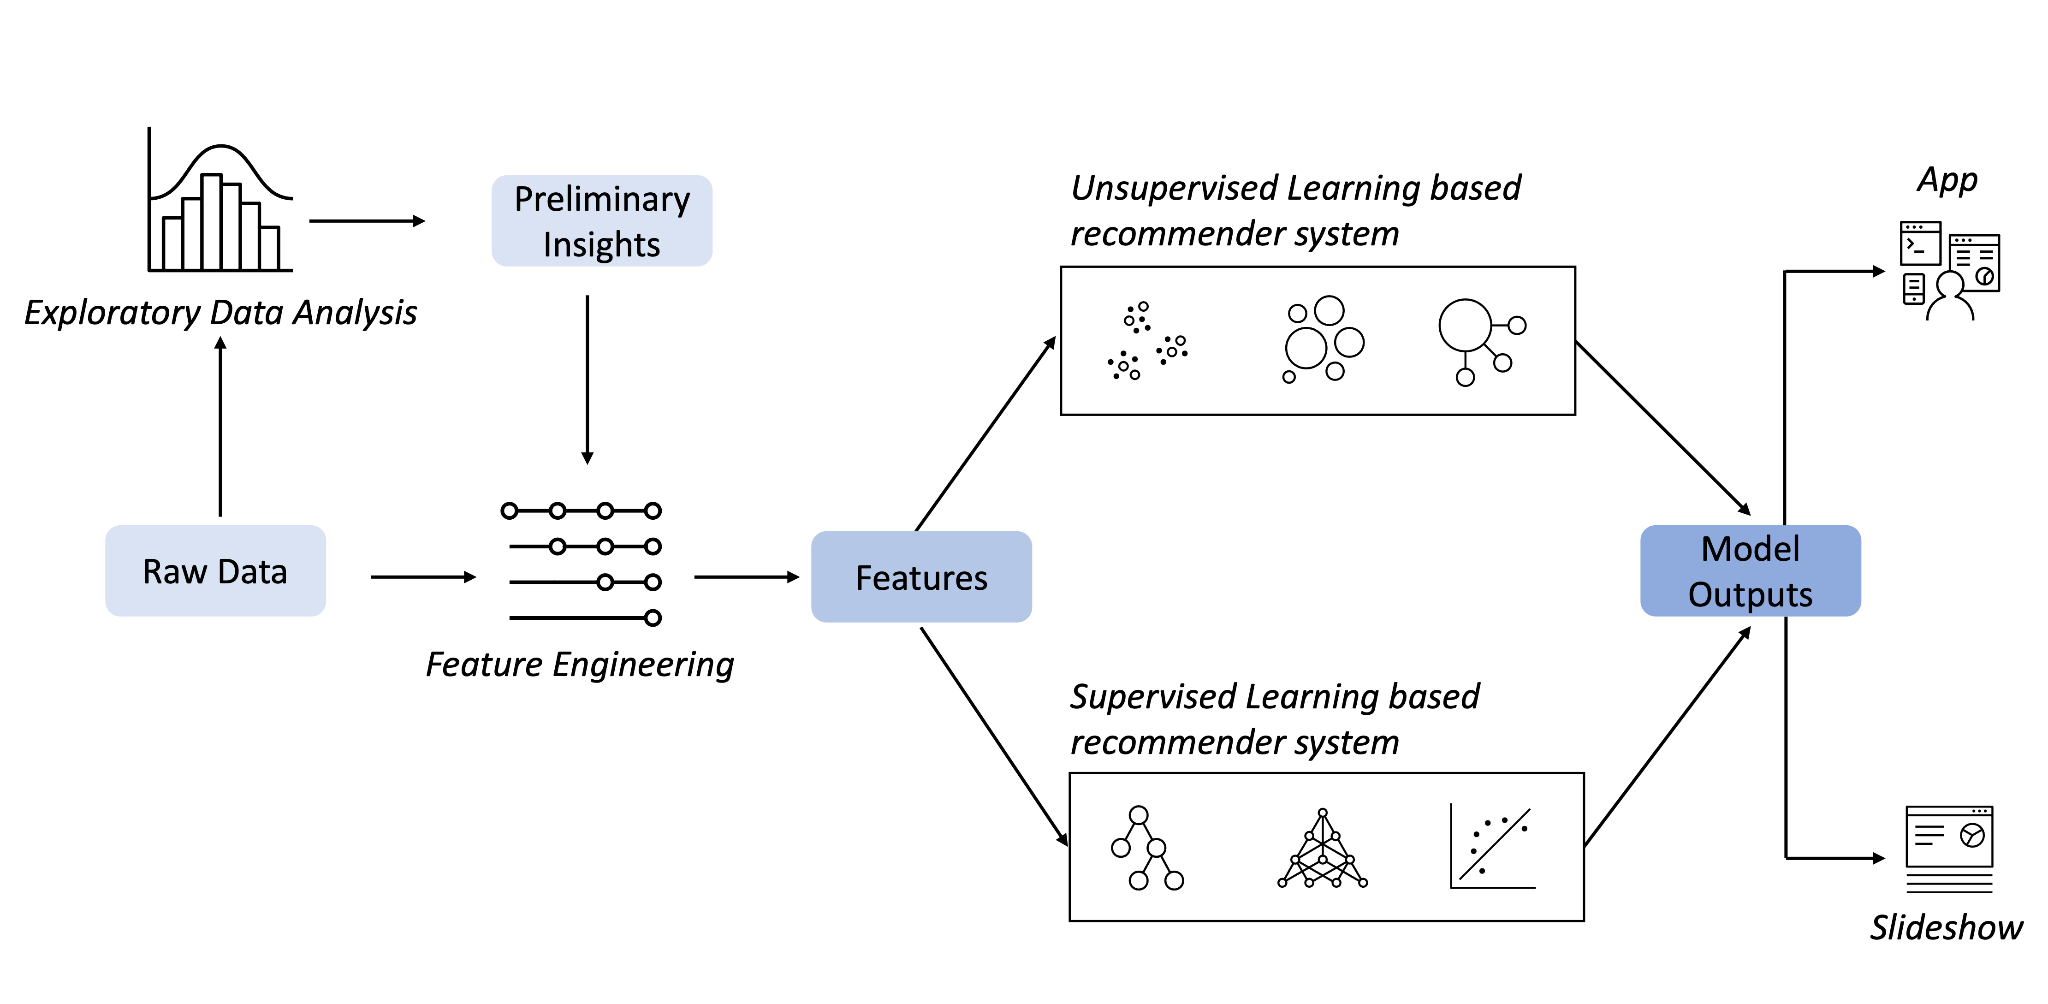 Preliminary
Insights
Exploratory Data Analysis
Raw Data
Feature Engineering
Features
Unsupervised Learning based
recommender system
Supervised Learning based
recommender system
Model
Outputs
App
Slideshow